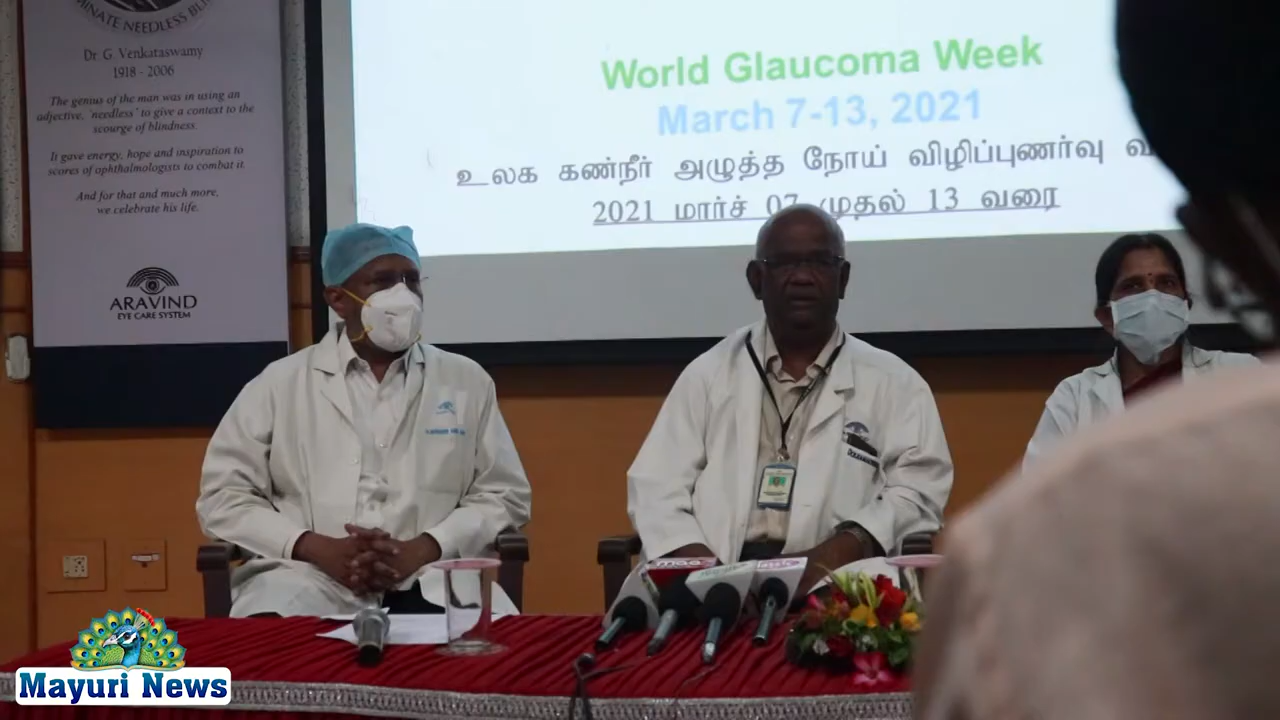 MINATE NEEDLESS BLI
Dr G Venkataswamy
1918 - 2006
The genius of the man was in using an
adjective, 'needless' to give a context to the
scourge of blindness.
It gave energy, hope and inspiration to
scores of ophthalmologists to combat it.
And for that and much more,
we celebrate his life.
ARAVIND
EYE CARE SYSTEM
World Glaucoma Week
March 7-13, 2021
உலக கண்நீர் அழுத்த நோய் விழிப்புணர்வு வ
2021 மார்ச் 07 முதல் 13 வரை
Mayuri News